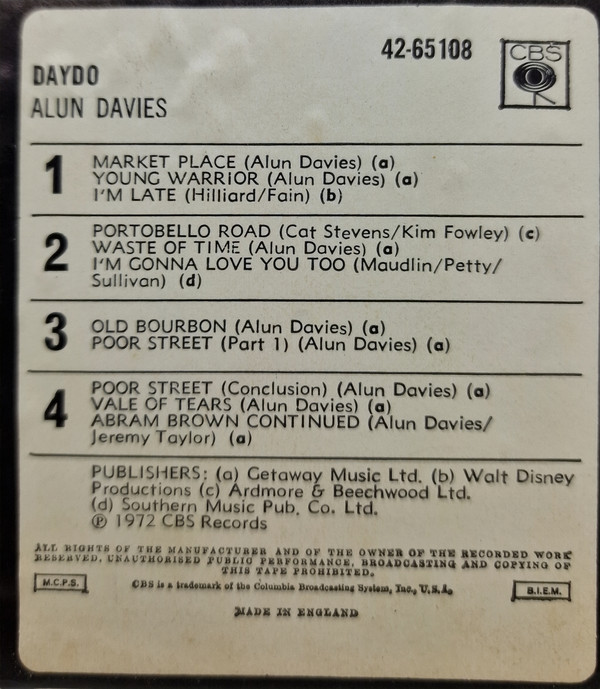 42-65108
CBS
DAYDO
ALUN DAVIES
1
MARKET PLACE (Alun Davies) (a)
YOUNG WARRIOR (Alun Davies) (a)
I'M LATE (Hilliard/Fain) (b)
2
PORTOBELLO ROAD (Cat Stevens/Kim Fowley) (c)
WASTE OF TIME (Alun Davies) (a)
I'M GONNA LOVE YOU TOO (Maudlin/Petty/
Sullivan) (d)
3
OLD BOURBON (Alun Davies) (a)
POOR STREET (Part 1) (Alun Davies) (a)
4
POOR STREET (Conclusion) (Alun Davies) (a)
VALE OF TEARS (Alun Davies) (a)
ABRAM BROWN CONTINUED (Alun Davies/
Jeremy Taylor) (a)
PUBLISHERS: (a) Getaway Music Ltd. (b) Walt Disney
Productions (c) Ardmore & Beechwood Ltd.
(d) Southern Music Pub. Co. Ltd.
℗ 1972 CBS Records
ALL RIGHTS OF THE MANUFACTURER AND OF THE OWNER OF THE RECORDED WORK
RESERVED. UNAUTHORISED PUBLIC PERFORMANCE, BROADCASTING AND COPYING OF
THIS TAPE PROHIBITED.
M.C.P.S.
CBS is a trademark of the Columbia Broadcasting System, Inc., U.S.A.
B.I.E.M.
MADE IN ENGLAND